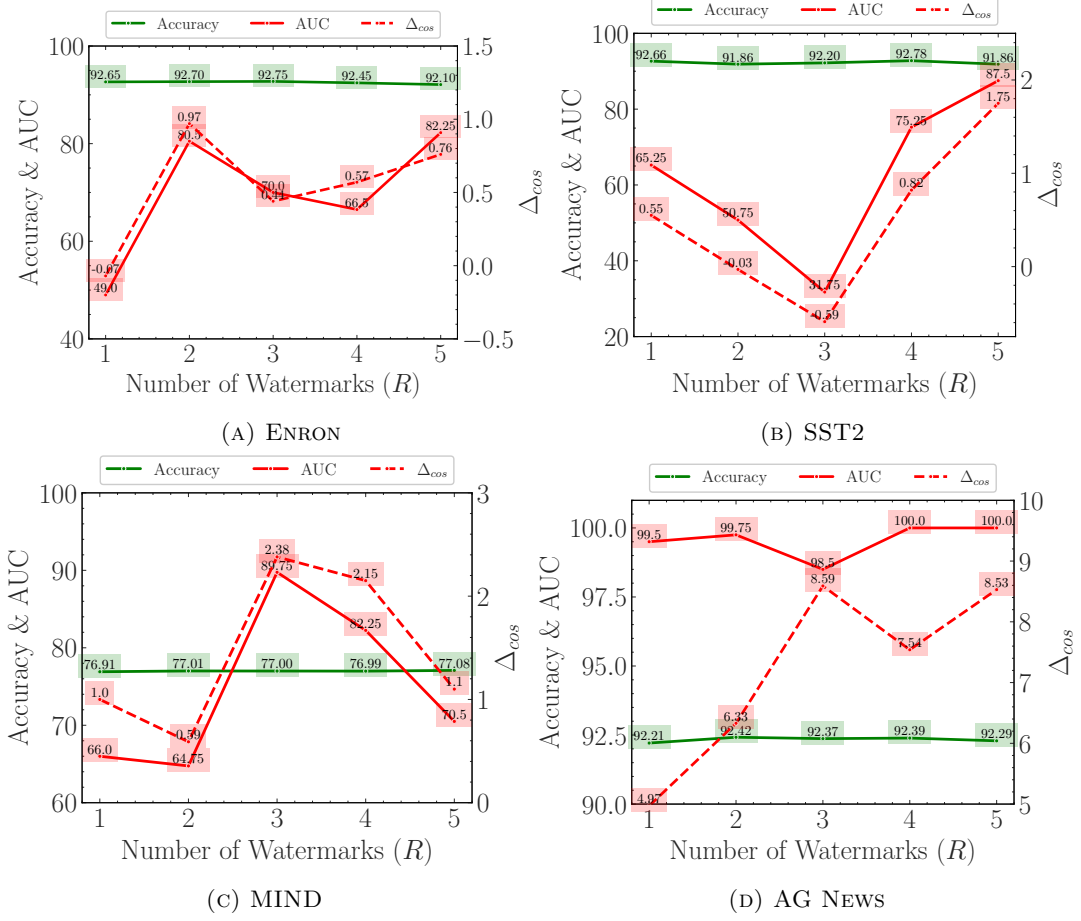 Accuracy AUC Δcos
100 1.5
92.65 92.70 92.75 92.45 92.10
0.97 1.0
80 80.5 82.25
0.76
70.0 0.57
0.41 66.5 0.5
60
-0.07 0.0
49.0
40 −0.5
1 2 3 4 5
Accuracy & AUC
Δcos
Number of Watermarks (R)
(A) ENRON
Accuracy AUC Δcos
100
92.66 91.86 92.20 92.78 91.86
87.5 2
80 1.75
75.25
65.25
60 0.82 1
0.55 50.75
40 -0.03 0
31.75
-0.59
20
1 2 3 4 5
Accuracy & AUC
Δcos
Number of Watermarks (R)
(B) SST2
Accuracy AUC Δcos
100 3
90 2.38
89.75 2.15
82.25 2
80
76.91 77.01 77.00 76.99 77.08
1.0 1.1
70 70.5 1
66.0 0.59
64.75
60 0
1 2 3 4 5
Accuracy & AUC
Δcos
Number of Watermarks (R)
(C) MIND
Accuracy AUC Δcos
10
100.0 99.5 99.75 98.5 100.0 100.0
9
97.5 8.59 8.53
8
7.54
95.0 7
6.33
92.5 92.21 92.42 92.37 92.39 92.29
6
90.0 4.97 5
1 2 3 4 5
Accuracy & AUC
Δcos
Number of Watermarks (R)
(D) AG NEWS